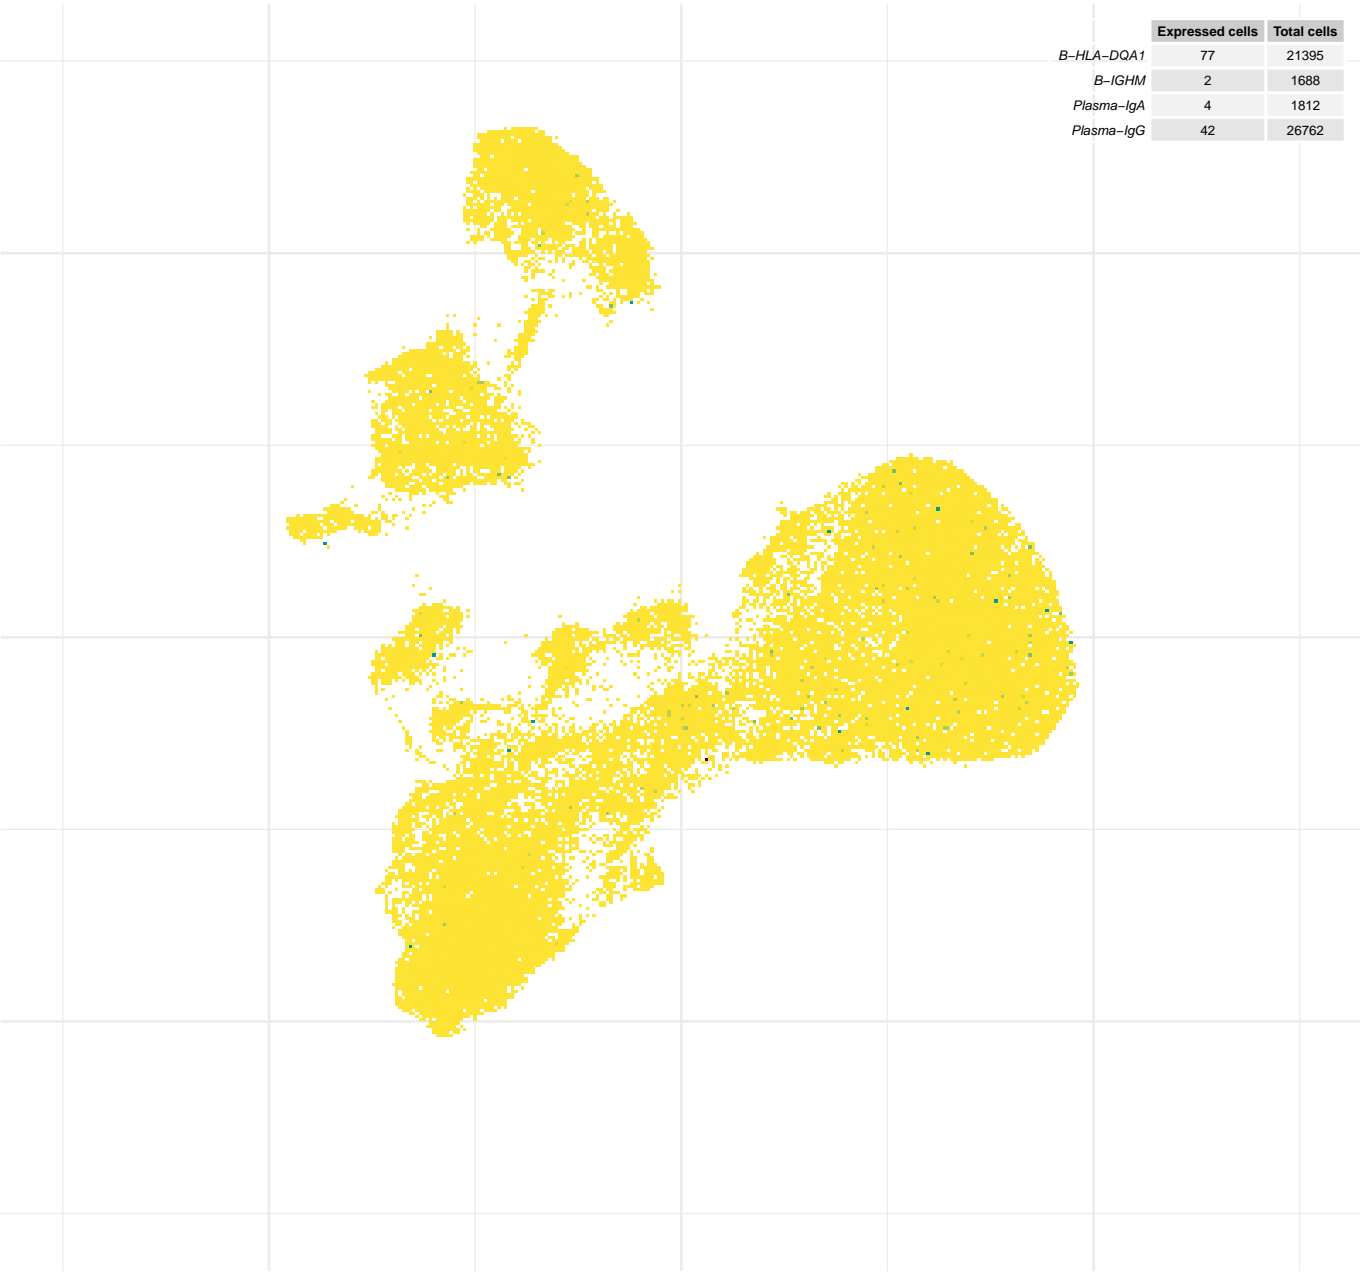 Expressed cells Total cells
B−HLA−DQA1 77 21395
B−IGHM 2 1688
Plasma−IgA 4 1812
Plasma−IgG 42 26762